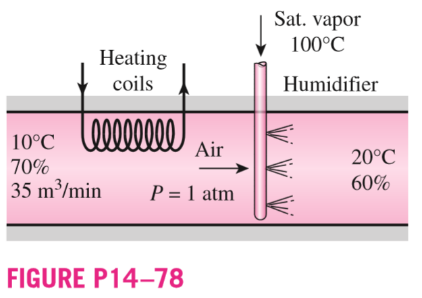 Sat. vapor
100°C
Heating
coils
Humidifier
10°C
70%
35 m³/min
Air
P = 1 atm
20°C
60%
FIGURE P14–78